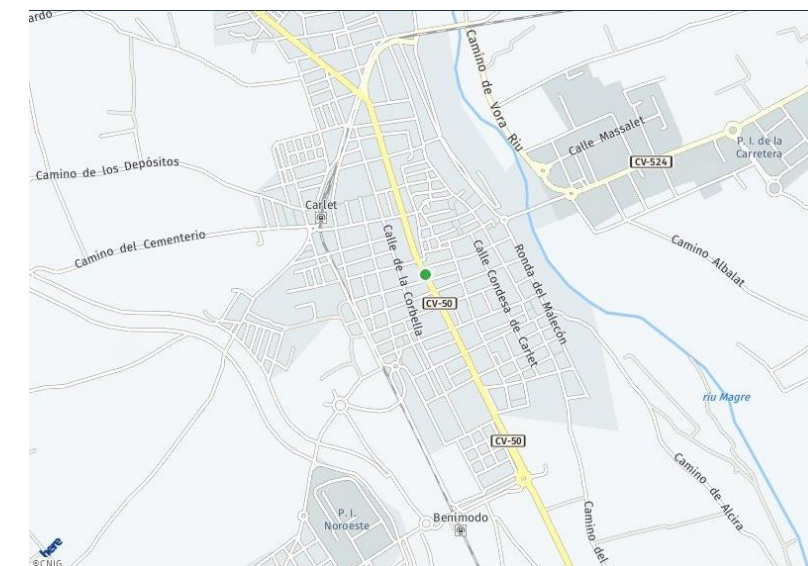 ardo
Camino de Vora Riu
Calle Massalet
P. I. de la
Carretera
CV-524
Camino de los Depósitos
Carlet
Camino del Cementerio
Calle de la Corbella
Calle Condesa de Carlet
Ronda del Malecón
Camino Albalat
CV-50
riu Magre
CV-50
Camino de Alcira
P. I.
Noroeste
Benimodo
Camino del
here
©CNIG